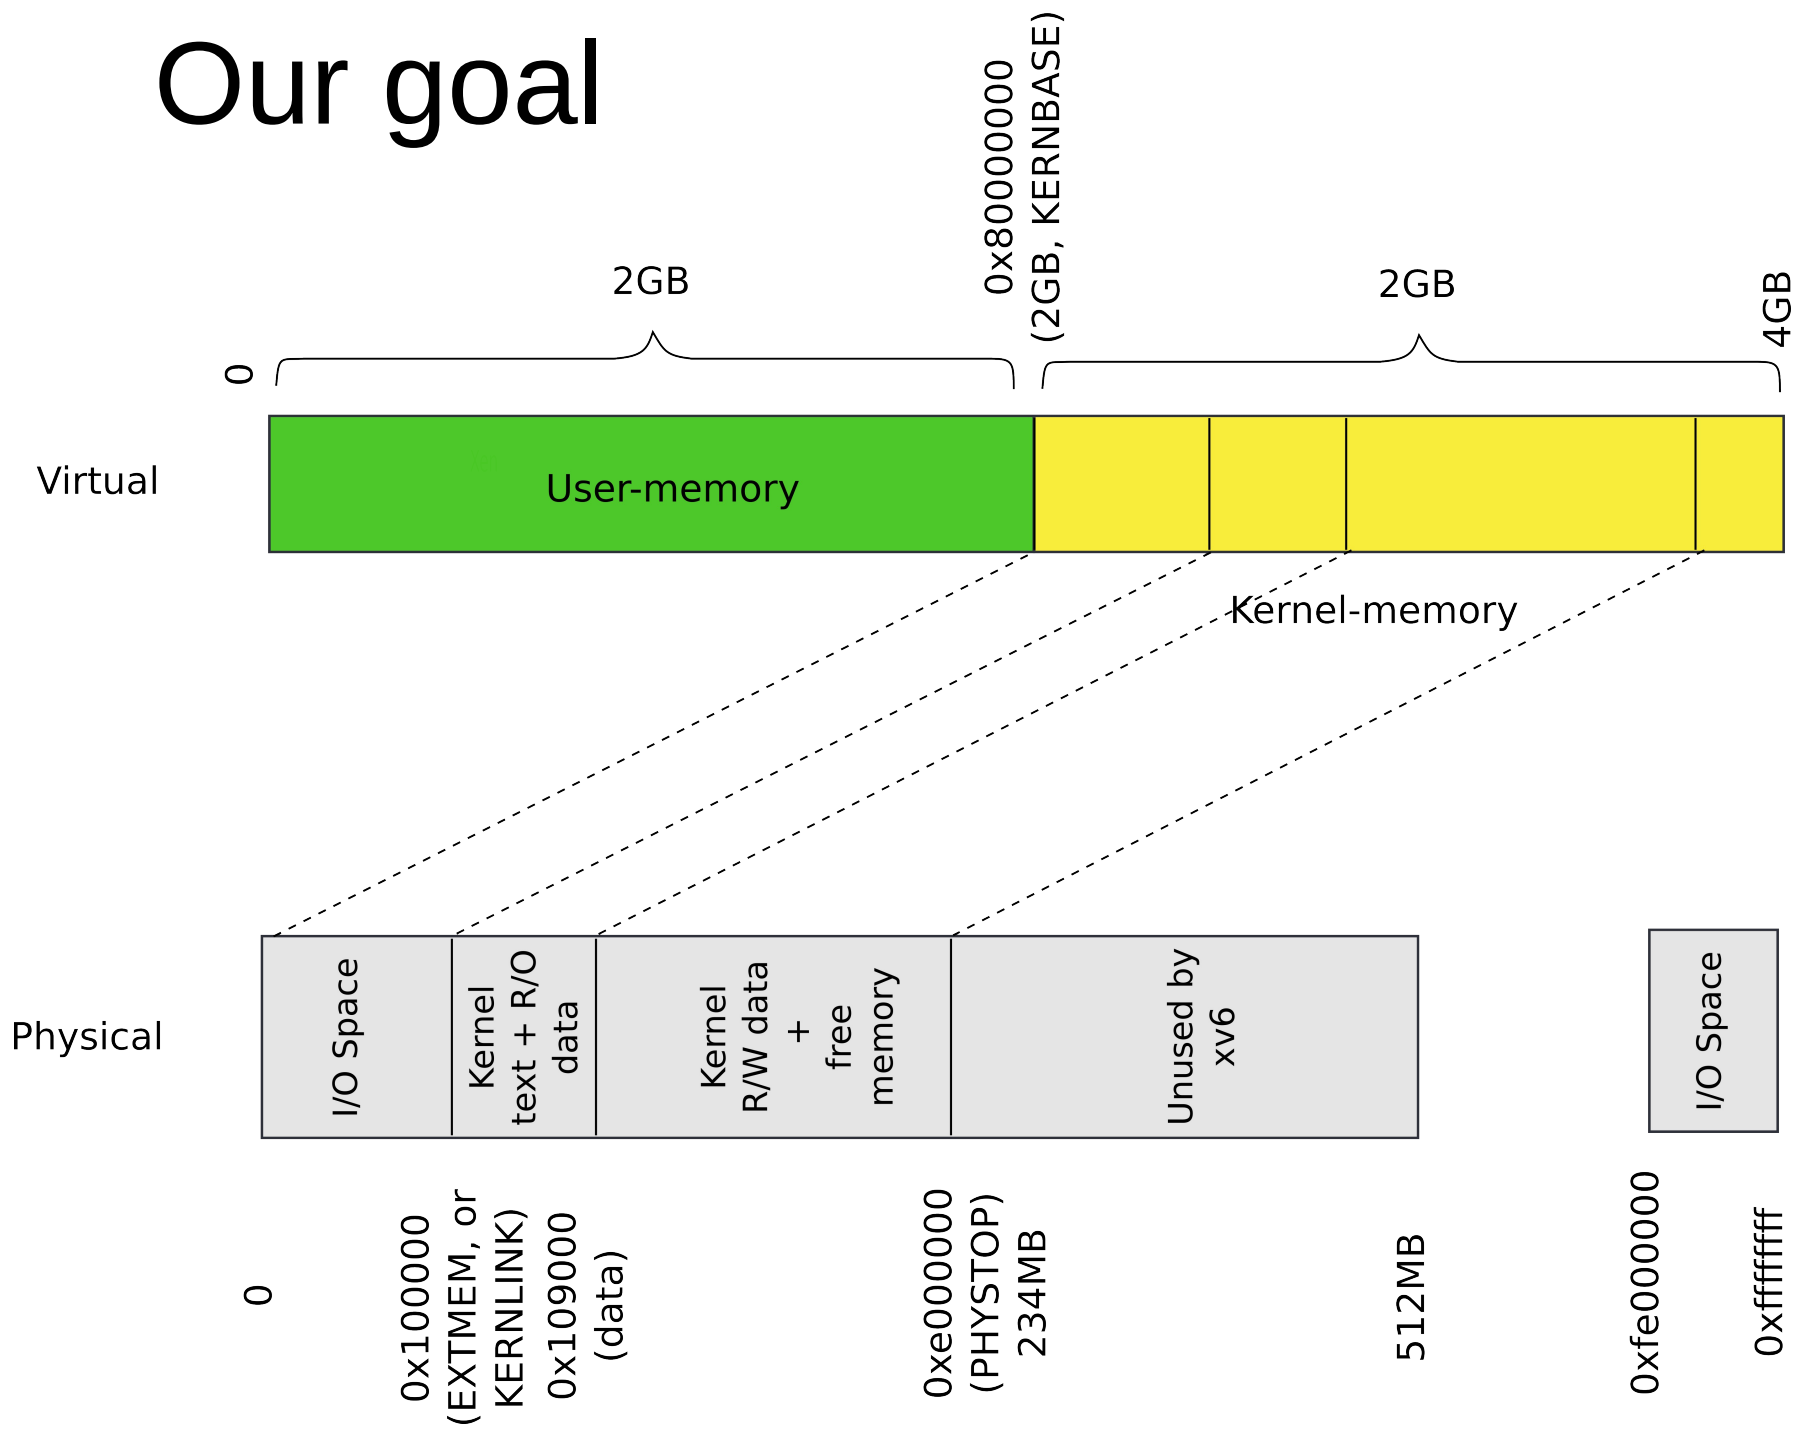 Our goal
0x80000000
(2GB, KERNBASE)
2GB
2GB
4GB
0
Virtual
User-memory
Kernel-memory
Physical
I/O Space
Kernel
text + R/O
data
Kernel
R/W data
+
free
memory
Unused by
xv6
I/O Space
0
0x100000
(EXTMEM, or
KERNLINK)
0x109000
(data)
0xe000000
(PHYSTOP)
234MB
512MB
0xfe000000
0xffffffff